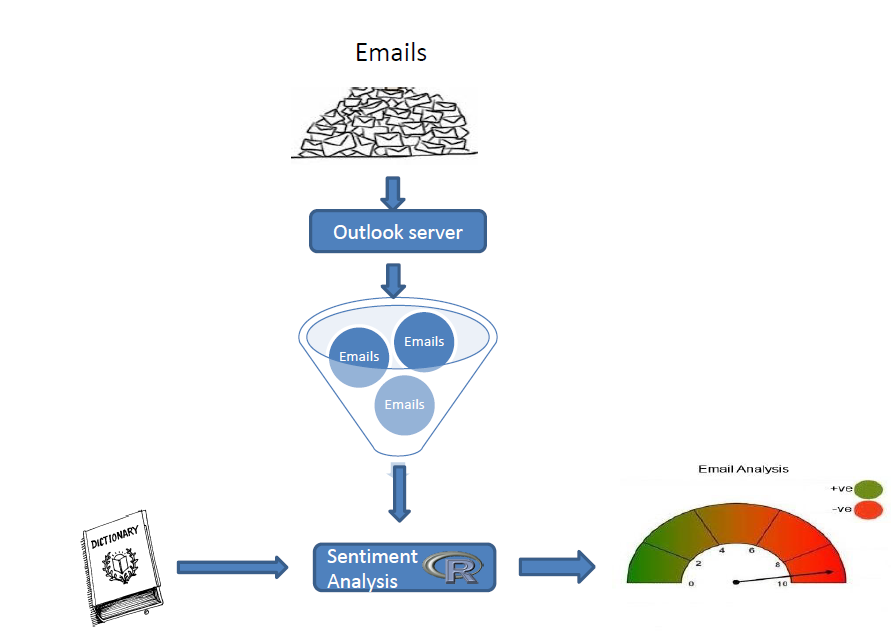 Emails
Outlook server
Emails
Emails
Emails
Email Analysis
+ve
-ve
DICTIONARY
Sentiment
Analysis
R
4
6
2
8
0
10